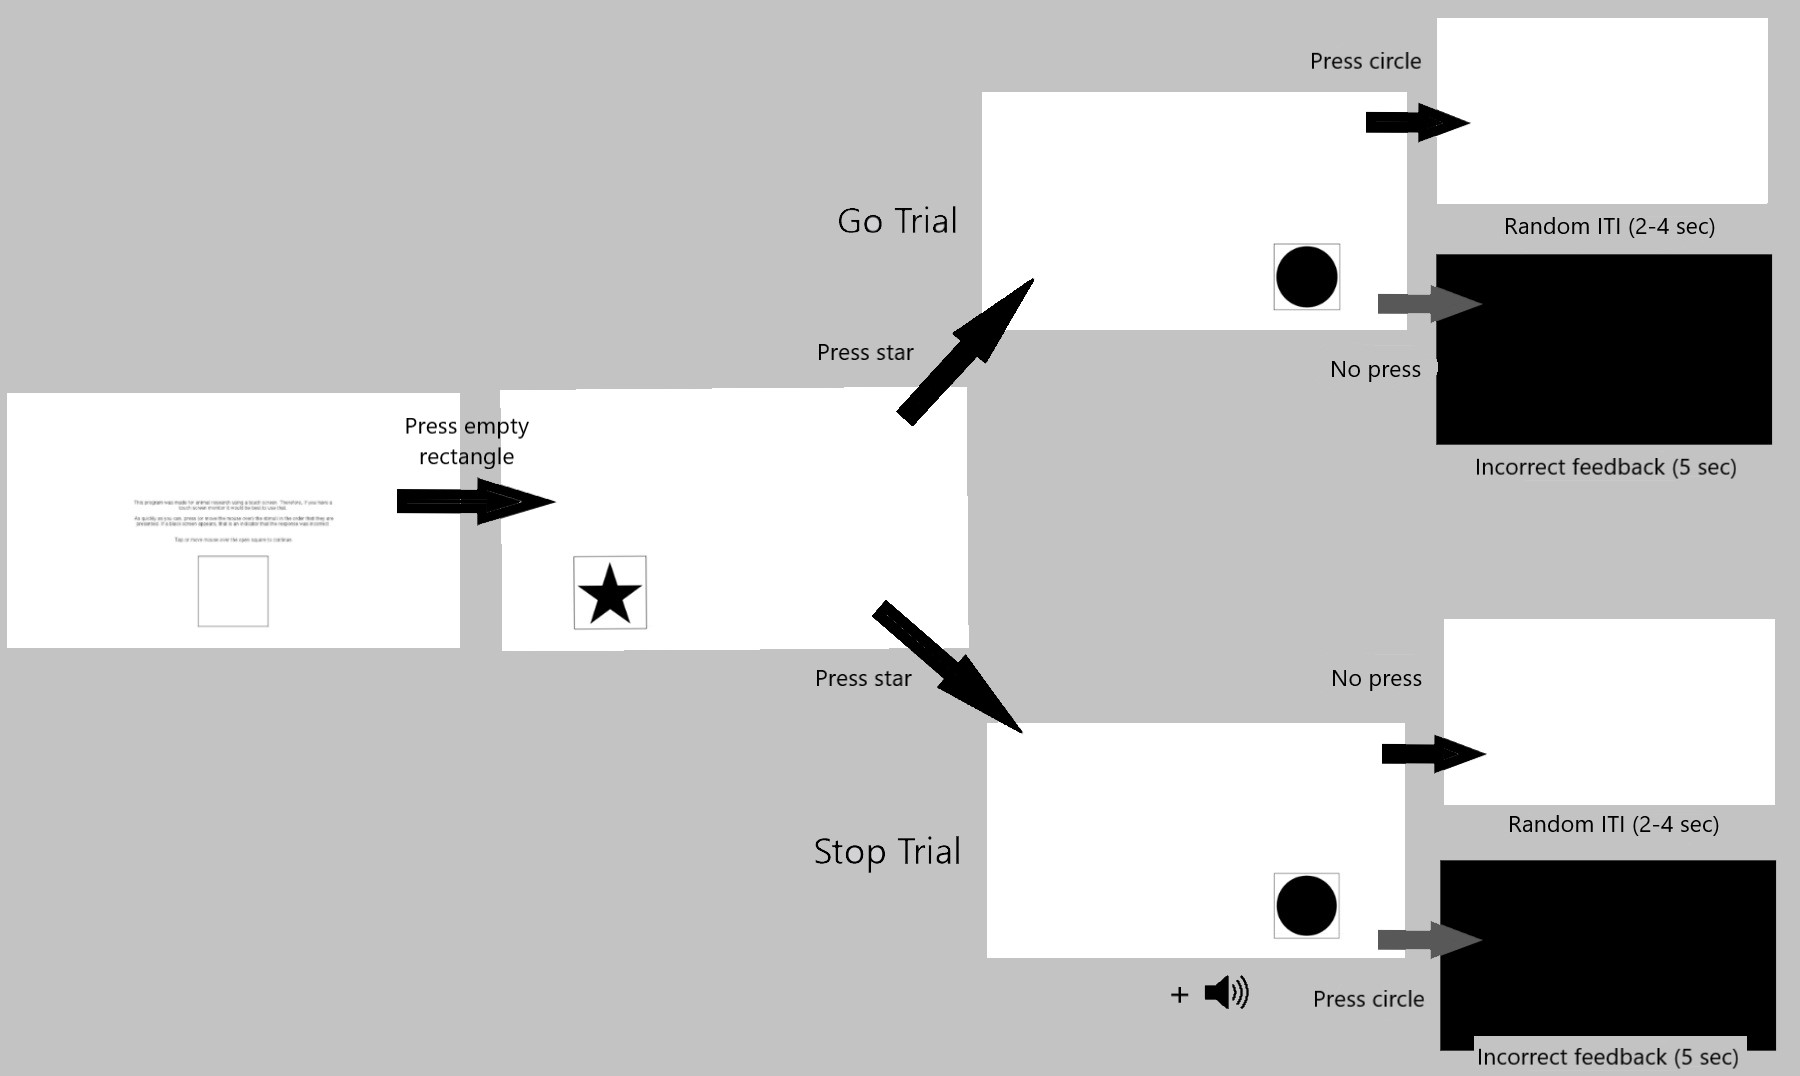 Press circle
Random ITI (2-4 sec)
Go Trial
Press star
No press
Incorrect feedback (5 sec)
Press empty
rectangle
This program was made for animal research using a touch screen. Therefore, if you have a
touch screen monitor it would be best to use that.
As quickly as you can, press (or move the mouse over) the stimuli in the order that they are
presented. If a black screen appears, that is an indicator that the response was incorrect.
Tap or move mouse over the open square to continue
Press star
No press
Random ITI (2-4 sec)
Stop Trial
+
Press circle
Incorrect feedback (5 sec)